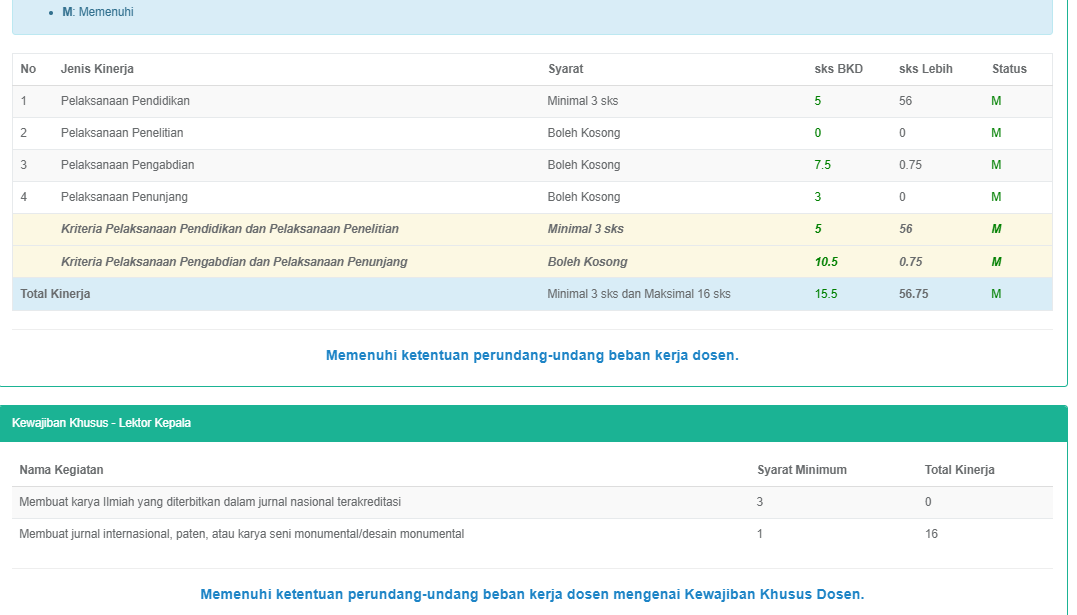 • M: Memenuhi
No Jenis Kinerja Syarat sks BKD sks Lebih Status
1 Pelaksanaan Pendidikan Minimal 3 sks 5 56 M
2 Pelaksanaan Penelitian Boleh Kosong 0 0 M
3 Pelaksanaan Pengabdian Boleh Kosong 7.5 0.75 M
4 Pelaksanaan Penunjang Boleh Kosong 3 0 M
Kriteria Pelaksanaan Pendidikan dan Pelaksanaan Penelitian Minimal 3 sks 5 56 M
Kriteria Pelaksanaan Pengabdian dan Pelaksanaan Penunjang Boleh Kosong 10.5 0.75 M
Total Kinerja Minimal 3 sks dan Maksimal 16 sks 15.5 56.75 M
Memenuhi ketentuan perundang-undang beban kerja dosen.
Kewajiban Khusus - Lektor Kepala
Nama Kegiatan Syarat Minimum Total Kinerja
Membuat karya Ilmiah yang diterbitkan dalam jurnal nasional terakreditasi 3 0
Membuat jurnal internasional, paten, atau karya seni monumental/desain monumental 1 16
Memenuhi ketentuan perundang-undang beban kerja dosen mengenai Kewajiban Khusus Dosen.